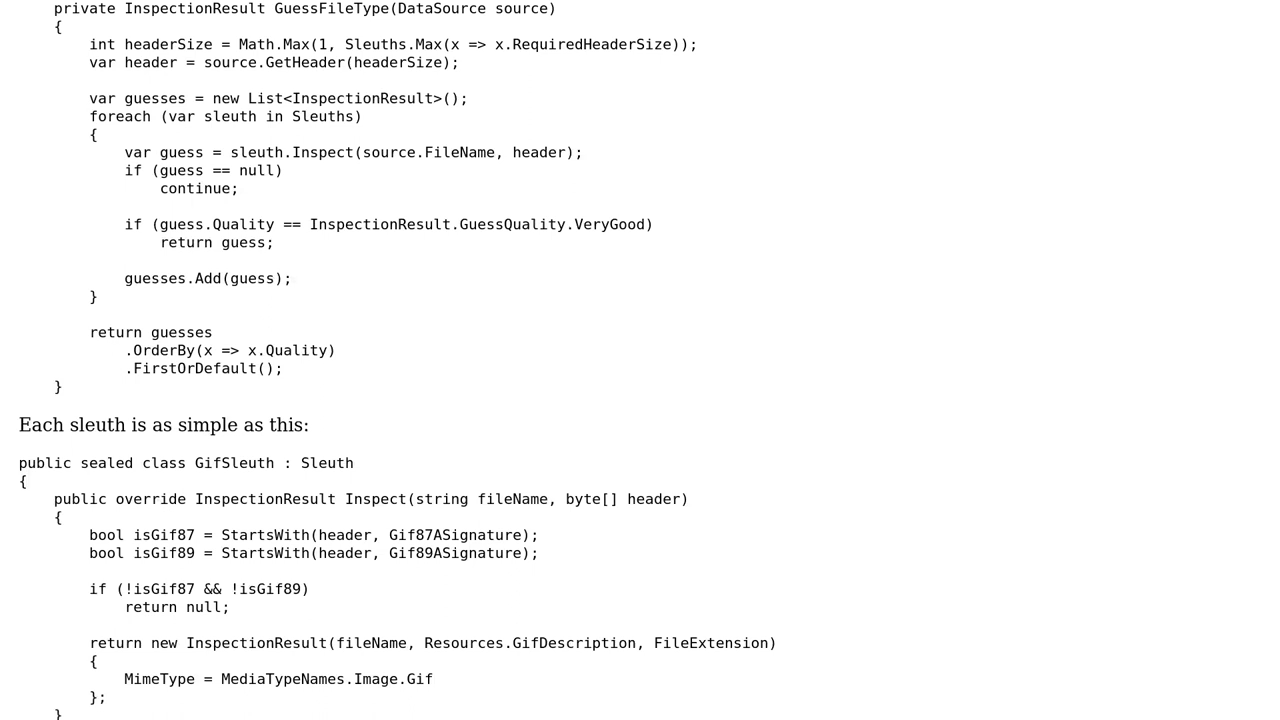 private InspectionResult GuessFileType(DataSource source)
{
int headerSize = Math.Max(1, Sleuths.Max(x => x.RequiredHeaderSize));
var header = source.GetHeader(headerSize);
var guesses = new List<InspectionResult>();
foreach (var sleuth in Sleuths)
{
var guess = sleuth.Inspect(source.FileName, header);
if (guess == null)
continue;
if (guess.Quality == InspectionResult.GuessQuality.VeryGood)
return guess;
guesses.Add(guess);
}
return guesses
.OrderBy(x => x.Quality)
.FirstOrDefault();
}
Each sleuth is as simple as this:
public sealed class GifSleuth : Sleuth
{
public override InspectionResult Inspect(string fileName, byte[] header)
{
bool isGif87 = StartsWith(header, Gif87ASignature);
bool isGif89 = StartsWith(header, Gif89ASignature);
if (!isGif87 && !isGif89)
return null;
return new InspectionResult(fileName, Resources.GifDescription, FileExtension)
{
MimeType = MediaTypeNames.Image.Gif
};
}